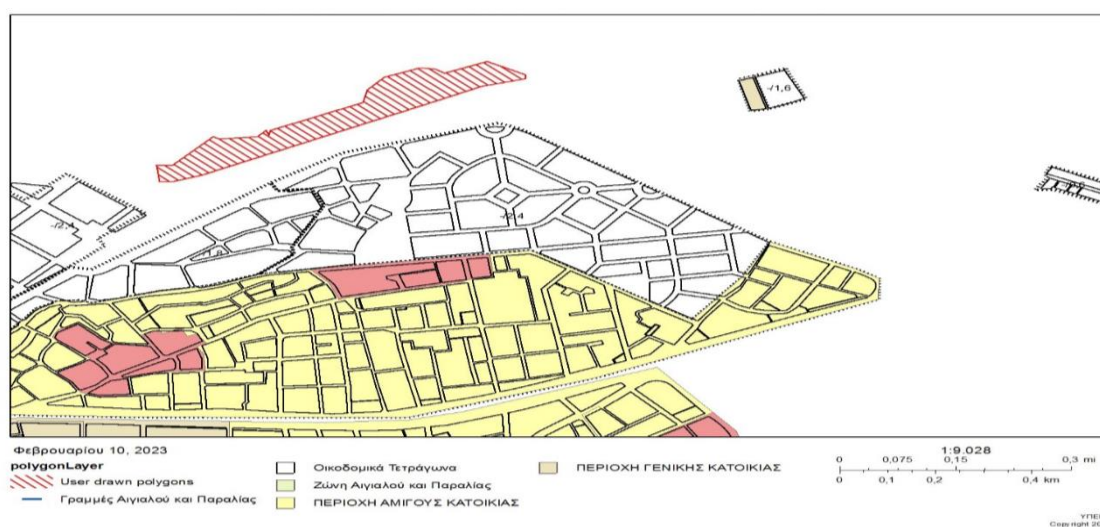 √1,6
Φεβρουαρίου 10, 2023
polygonLayer
User drawn polygons
Γραμμές Αιγιαλού και Παραλίας
Οικοδομικά Τετράγωνα
Ζώνη Αιγιαλού και Παραλίας
ΠΕΡΙΟΧΗ ΑΜΙΓΟΥΣ ΚΑΤΟΙΚΙΑΣ
ΠΕΡΙΟΧΗ ΓΕΝΙΚΗΣ ΚΑΤΟΙΚΙΑΣ
1:9.028
0 0,075 0,15 0,3 mi
0 0,1 0,2 0,4 km
Copyright 20